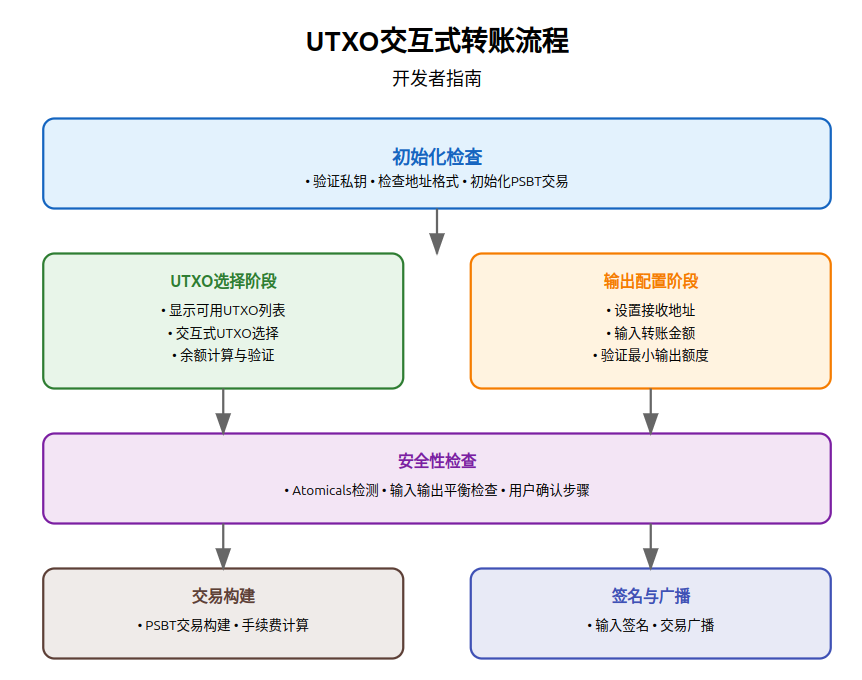 UTXO交互式转账流程
开发者指南
初始化检查
• 验证私钥 • 检查地址格式 • 初始化PSBT交易
UTXO选择阶段
• 显示可用UTXO列表
• 交互式UTXO选择
• 余额计算与验证
输出配置阶段
• 设置接收地址
• 输入转账金额
• 验证最小输出额度
安全性检查
• Atomicals检测 • 输入输出平衡检查 • 用户确认步骤
交易构建
• PSBT交易构建 • 手续费计算
签名与广播
• 输入签名 • 交易广播